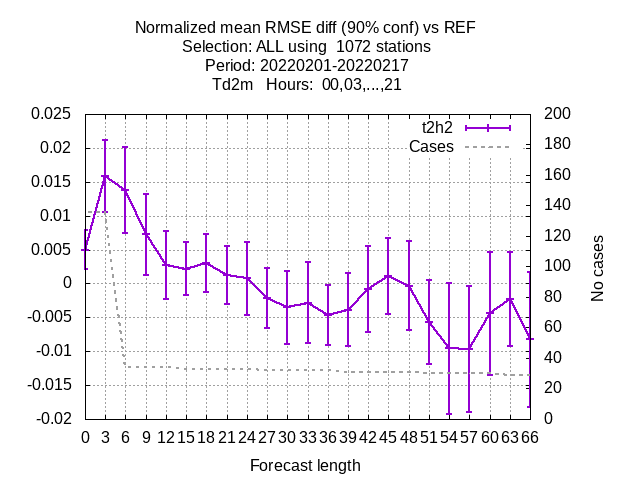 Normalized mean RMSE diff (90% conf) vs REF
Selection: ALL using  1072 stations
Period: 20220201-20220217
Td2m   Hours:  00,03,...,21
0.025
0.02
0.015
0.01
0.005
0
-0.005
-0.01
-0.015
-0.02
t2h2
Cases
200
180
160
140
120
100
80
60
40
20
0
No cases
0 3 6 9 12 15 18 21 24 27 30 33 36 39 42 45 48 51 54 57 60 63 66
Forecast length